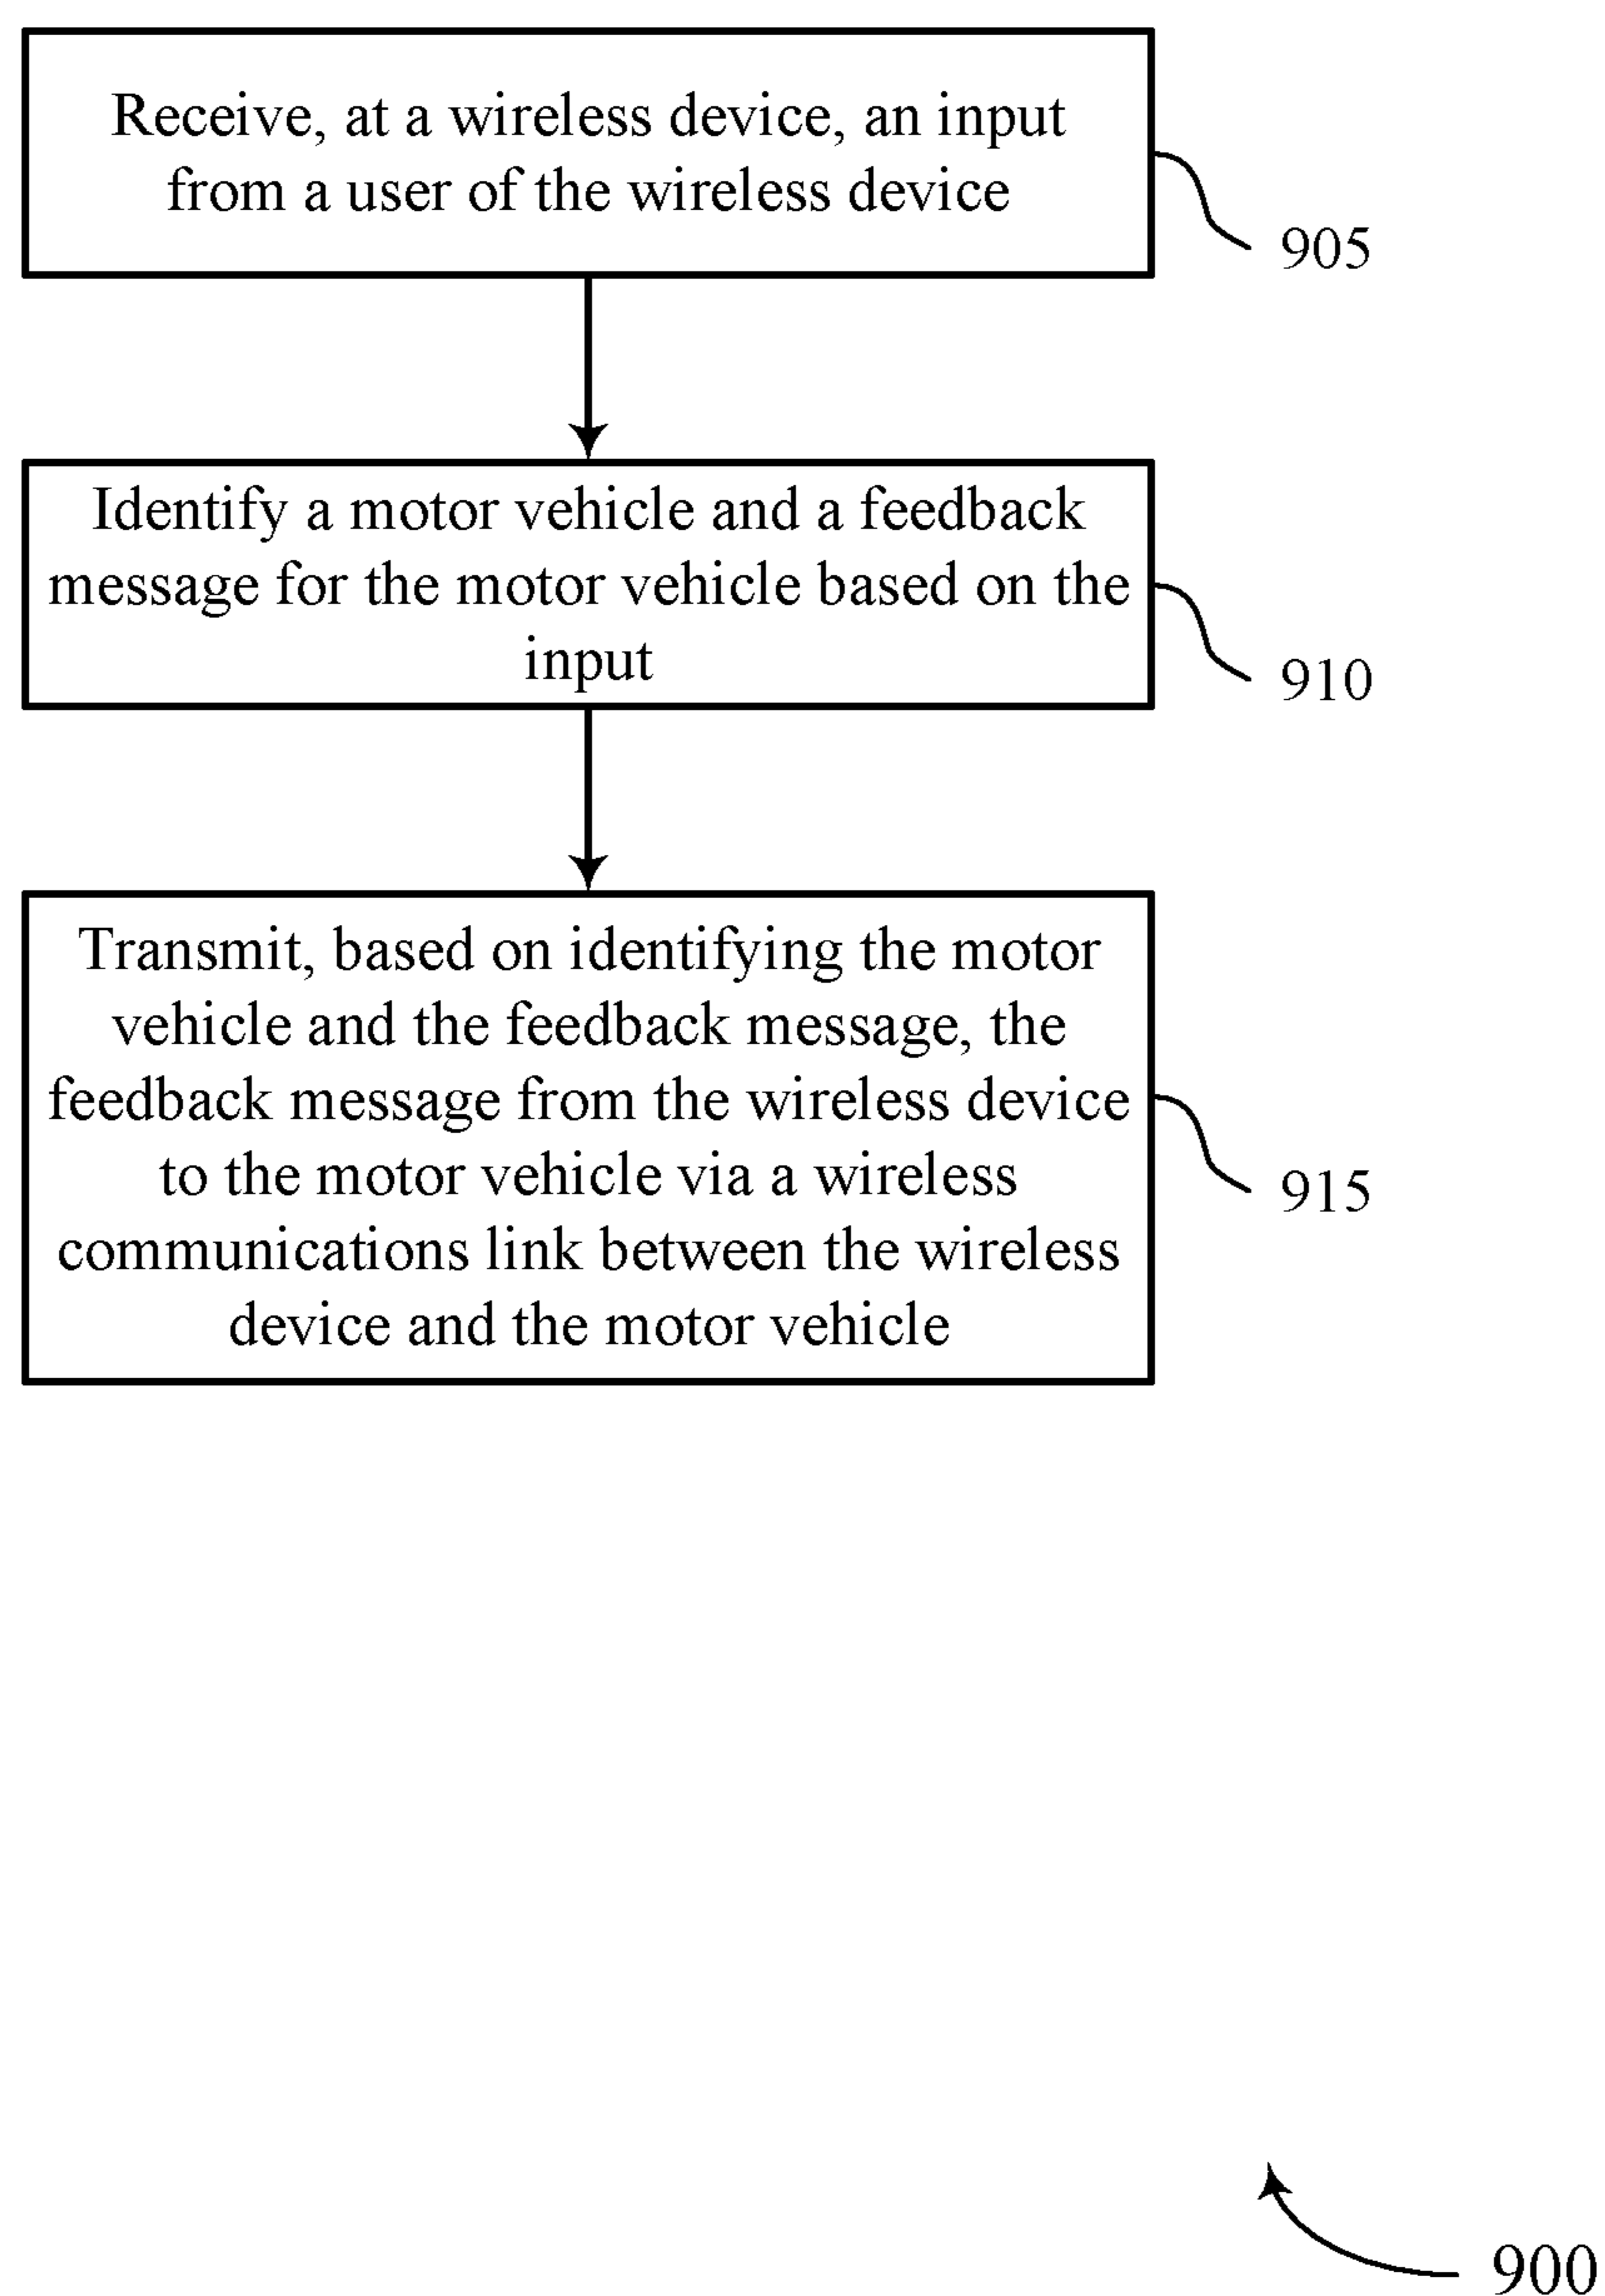 Receive, at a wireless device, an input
from a user of the wireless device
905
Identify a motor vehicle and a feedback
message for the motor vehicle based on the
input
910
Transmit, based on identifying the motor
vehicle and the feedback message, the
feedback message from the wireless device
to the motor vehicle via a wireless
communications link between the wireless
device and the motor vehicle
915
900